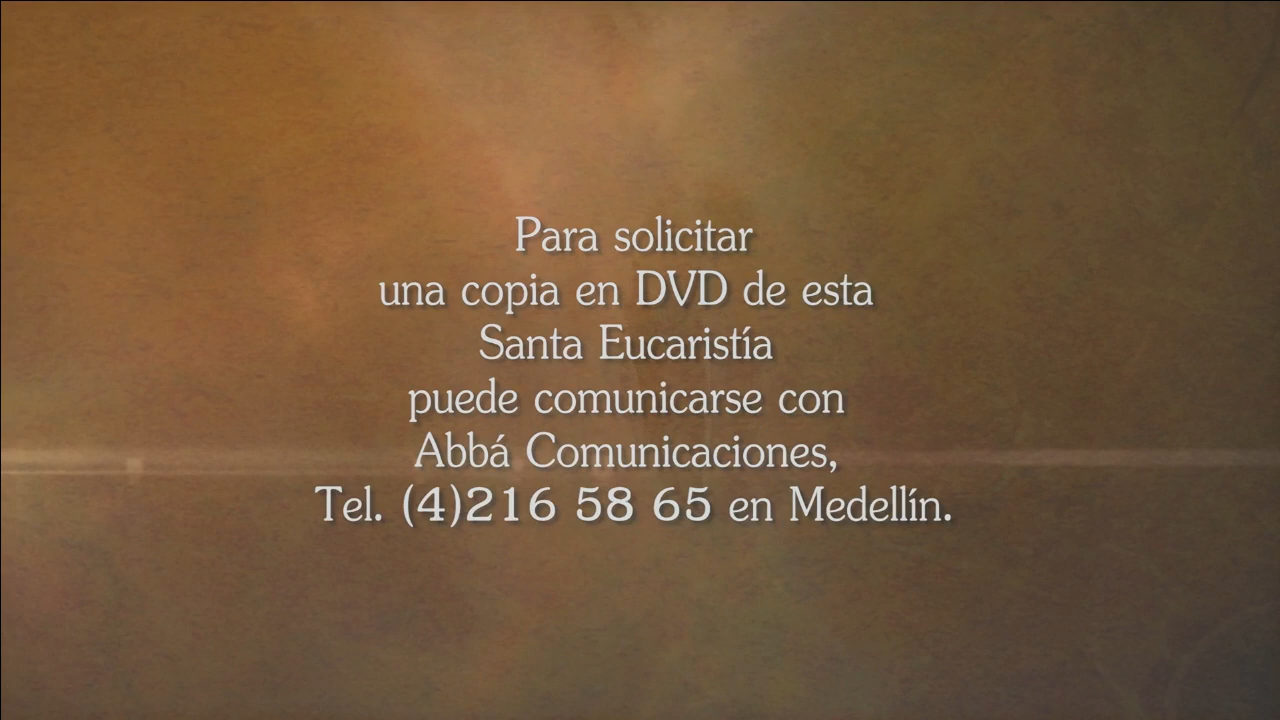 Para solicitar
una copia en DVD de esta
Santa Eucaristía
puede comunicarse con
Abbá Comunicaciones,
Tel. (4)216 58 65 en Medellín.